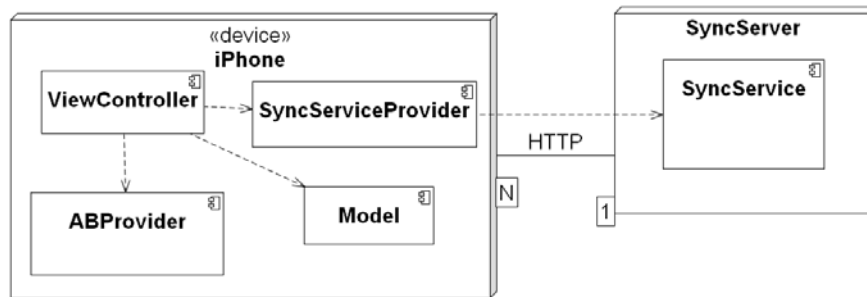 «device»
iPhone
ViewController
SyncServiceProvider
ABProvider
Model
HTTP
N
1
SyncServer
SyncService